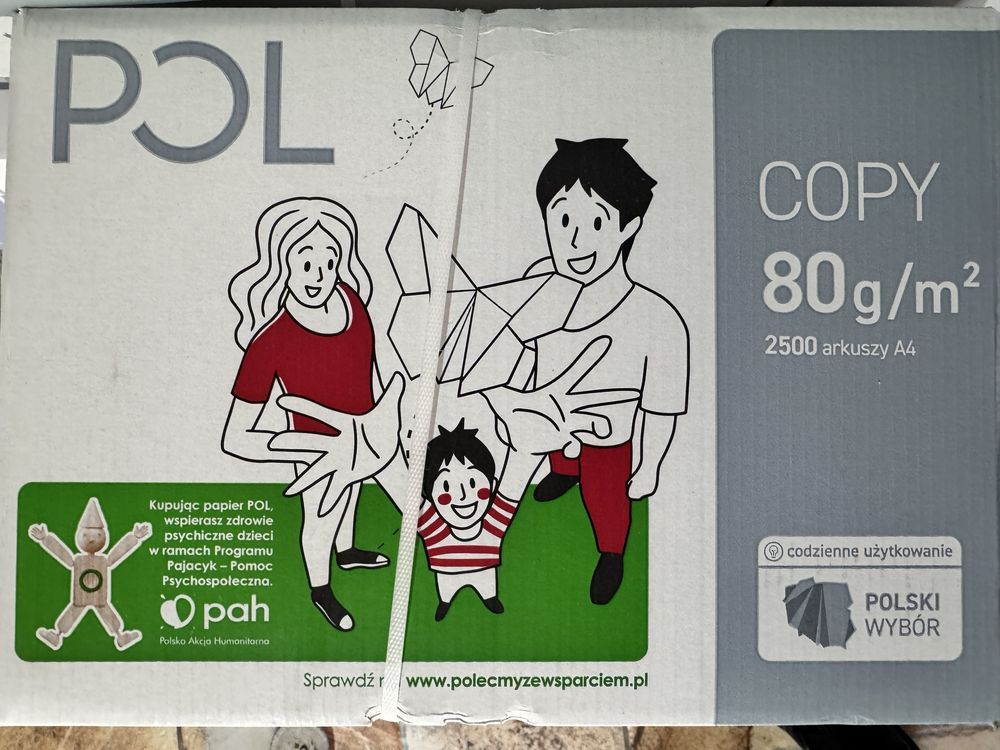 POL
COPY
80g/m²
2500 arkuszy A4
Kupując papier POL,
wspierasz zdrowie
psychiczne dzieci
w ramach Programu
Pajacyk – Pomoc
Psychospołeczna.
pah
Polska Akcja Humanitarna
codzienne użytkowanie
POLSKI
WYBÓR
Sprawdź www.polecmyzewsparciem.pl